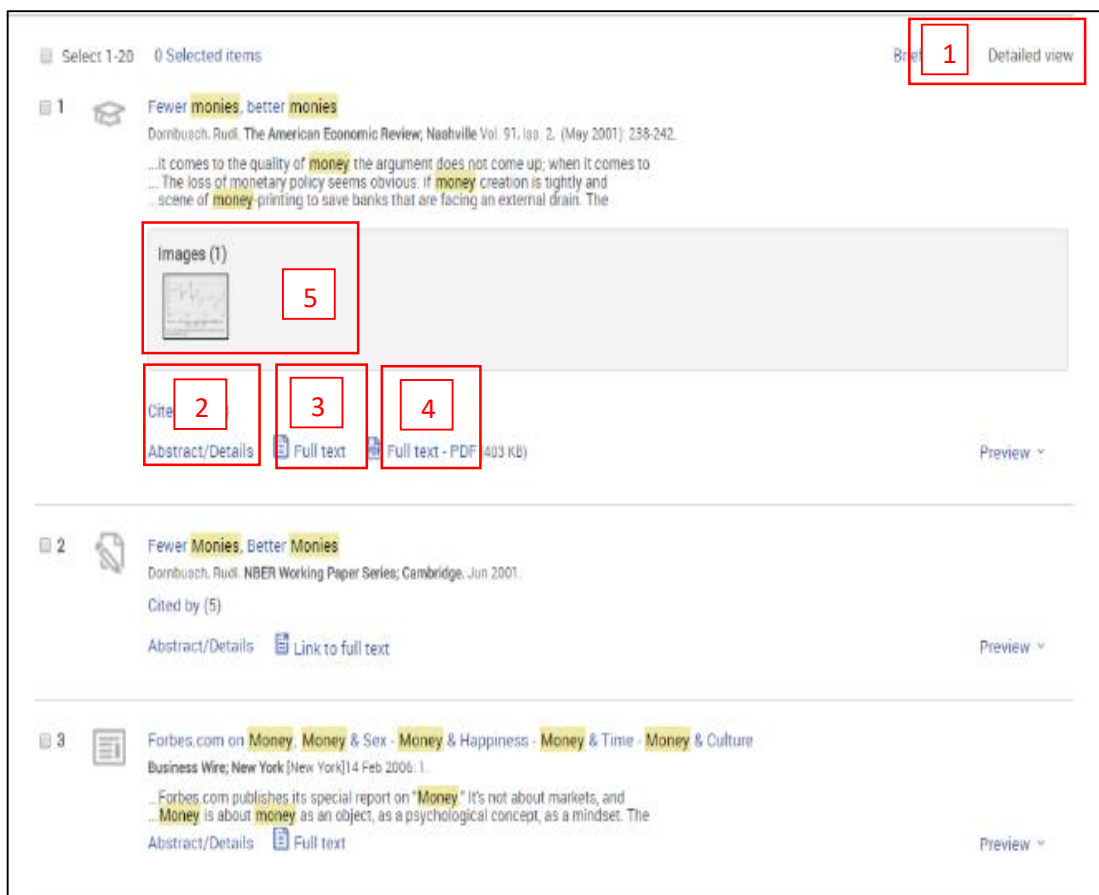 Select 1-20 0 Selected items Brief 1 Detailed view
1 Fewer monies, better monies
Dornbusch, Rudi. The American Economic Review; Nashville Vol. 91, Iss. 2, (May 2001): 238-242.
...it comes to the quality of money the argument does not come up; when it comes to
... The loss of monetary policy seems obvious. if money creation is tightly and
...scene of money-printing to save banks that are facing an external drain. The
Images (1)
5
Cite 2 3 4
Abstract/Details Full text Full text - PDF (403 KB) Preview
2 Fewer Monies, Better Monies
Dornbusch, Rudi. NBER Working Paper Series; Cambridge, Jun 2001.
Cited by (5)
Abstract/Details Link to full text Preview
3 Forbes.com on Money; Money & Sex - Money & Happiness - Money & Time - Money & Culture
Business Wire; New York [New York]14 Feb 2006: 1.
...Forbes.com publishes its special report on "Money." It's not about markets, and
...Money is about money as an object, as a psychological concept, as a mindset. The
Abstract/Details Full text Preview